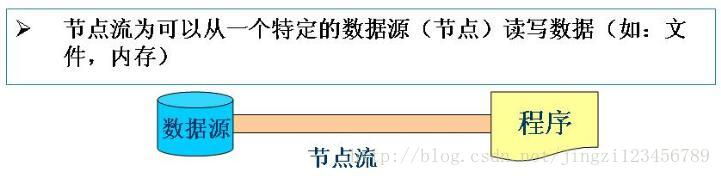 ➢ 节点流为可以从一个特定的数据源（节点）读写数据（如：文
件，内存）
数据源
程序
节点流
http://blog.csdn.net/jingzi123456789